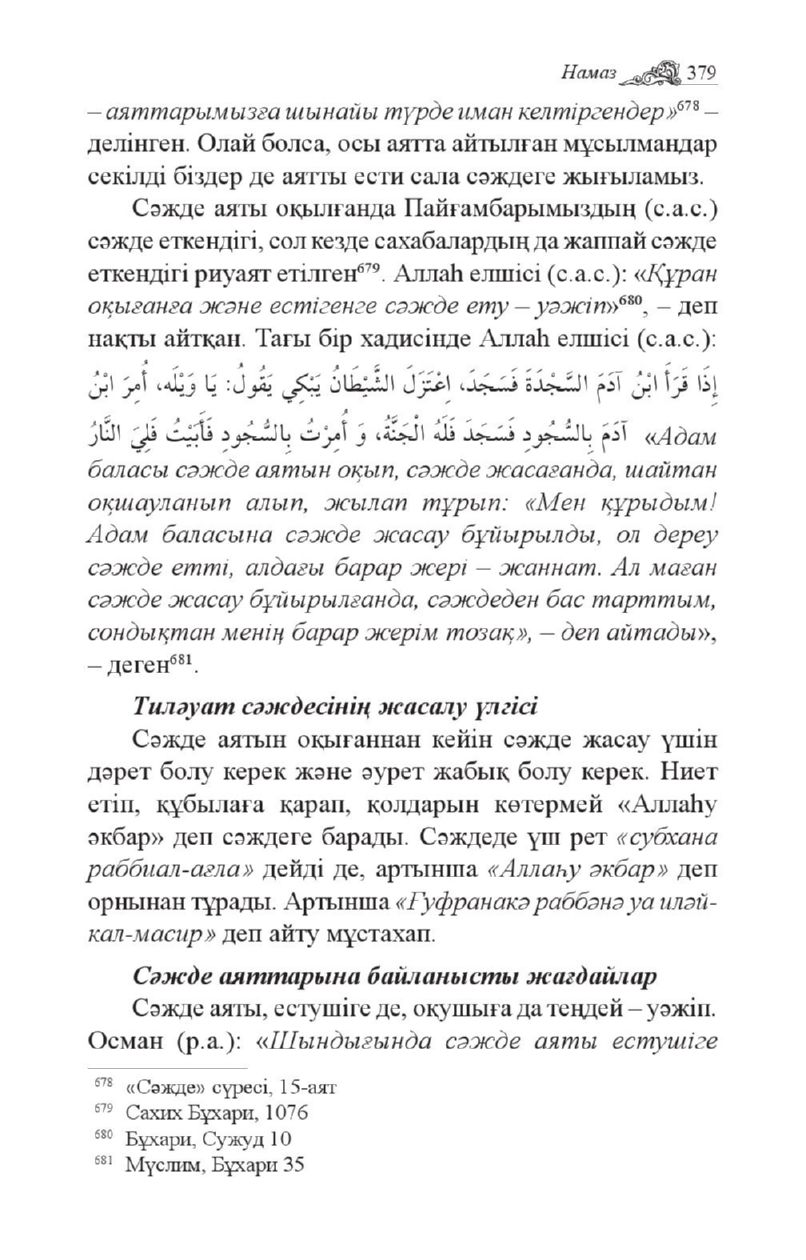 Намаз 379
– аяттарымызға шынайы түрде иман келтіргендер»⁶⁷⁸ –
делінген. Олай болса, осы аятта айтылған мұсылмандар
секілді біздер де аятты ести сала сәждеге жығыламыз.
Сәжде аяты оқылғанда Пайғамбарымыздың (с.а.с.)
сәжде еткендігі, сол кезде сахабалардың да жаппай сәжде
еткендігі риуаят етілген⁶⁷⁹. Аллаһ елшісі (с.а.с.): «Құран
оқығанға және естігенге сәжде ету – уәжіп»⁶⁸⁰, – деп
нақты айтқан. Тағы бір хадисінде Аллаһ елшісі (с.а.с.):
إِذَا قَرَأَ ابْنُ آدَمَ السَّجْدَةَ فَسَجَدَ، اعْتَزَلَ الشَّيْطَانُ يَبْكِي يَقُولُ: يَا وَيْلَه، أُمِرَ ابْنُ
آدَمَ بِالسُّجُودِ فَسَجَدَ فَلَهُ الْجَنَّةُ، وَ أُمِرْتُ بِالسُّجُودِ فَأَبَيْتُ فَلِيَ النَّارُ «Адам
баласы сәжде аятын оқып, сәжде жасағанда, шайтан
оқшауланып алып, жылап тұрып: «Мен құрыдым!
Адам баласына сәжде жасау бұйырылды, ол дереу
сәжде етті, алдағы барар жері – жаннат. Ал маған
сәжде жасау бұйырылғанда, сәждеден бас тарттым,
сондықтан менің барар жерім тозақ», – деп айтады»,
– деген⁶⁸¹.
Тиләуат сәждесінің жасалу үлгісі
Сәжде аятын оқығаннан кейін сәжде жасау үшін
дәрет болу керек және әурет жабық болу керек. Ниет
етіп, құбылаға қарап, қолдарын көтермей «Аллаһу
әкбар» деп сәждеге барады. Сәждеде үш рет «субхана
раббиал-ағла» дейді де, артынша «Аллаһу әкбар» деп
орнынан тұрады. Артынша «Ғуфранакә раббәнә уа иләй-
кал-масир» деп айту мұстахап.
Сәжде аяттарына байланысты жағдайлар
Сәжде аяты, естушіге де, оқушыға да теңдей – уәжіп.
Осман (р.а.): «Шындығында сәжде аяты естушіге
⁶⁷⁸ «Сәжде» сүресі, 15-аят
⁶⁷⁹ Сахих Бұхари, 1076
⁶⁸⁰ Бұхари, Сужуд 10
⁶⁸¹ Мүслим, Бұхари 35